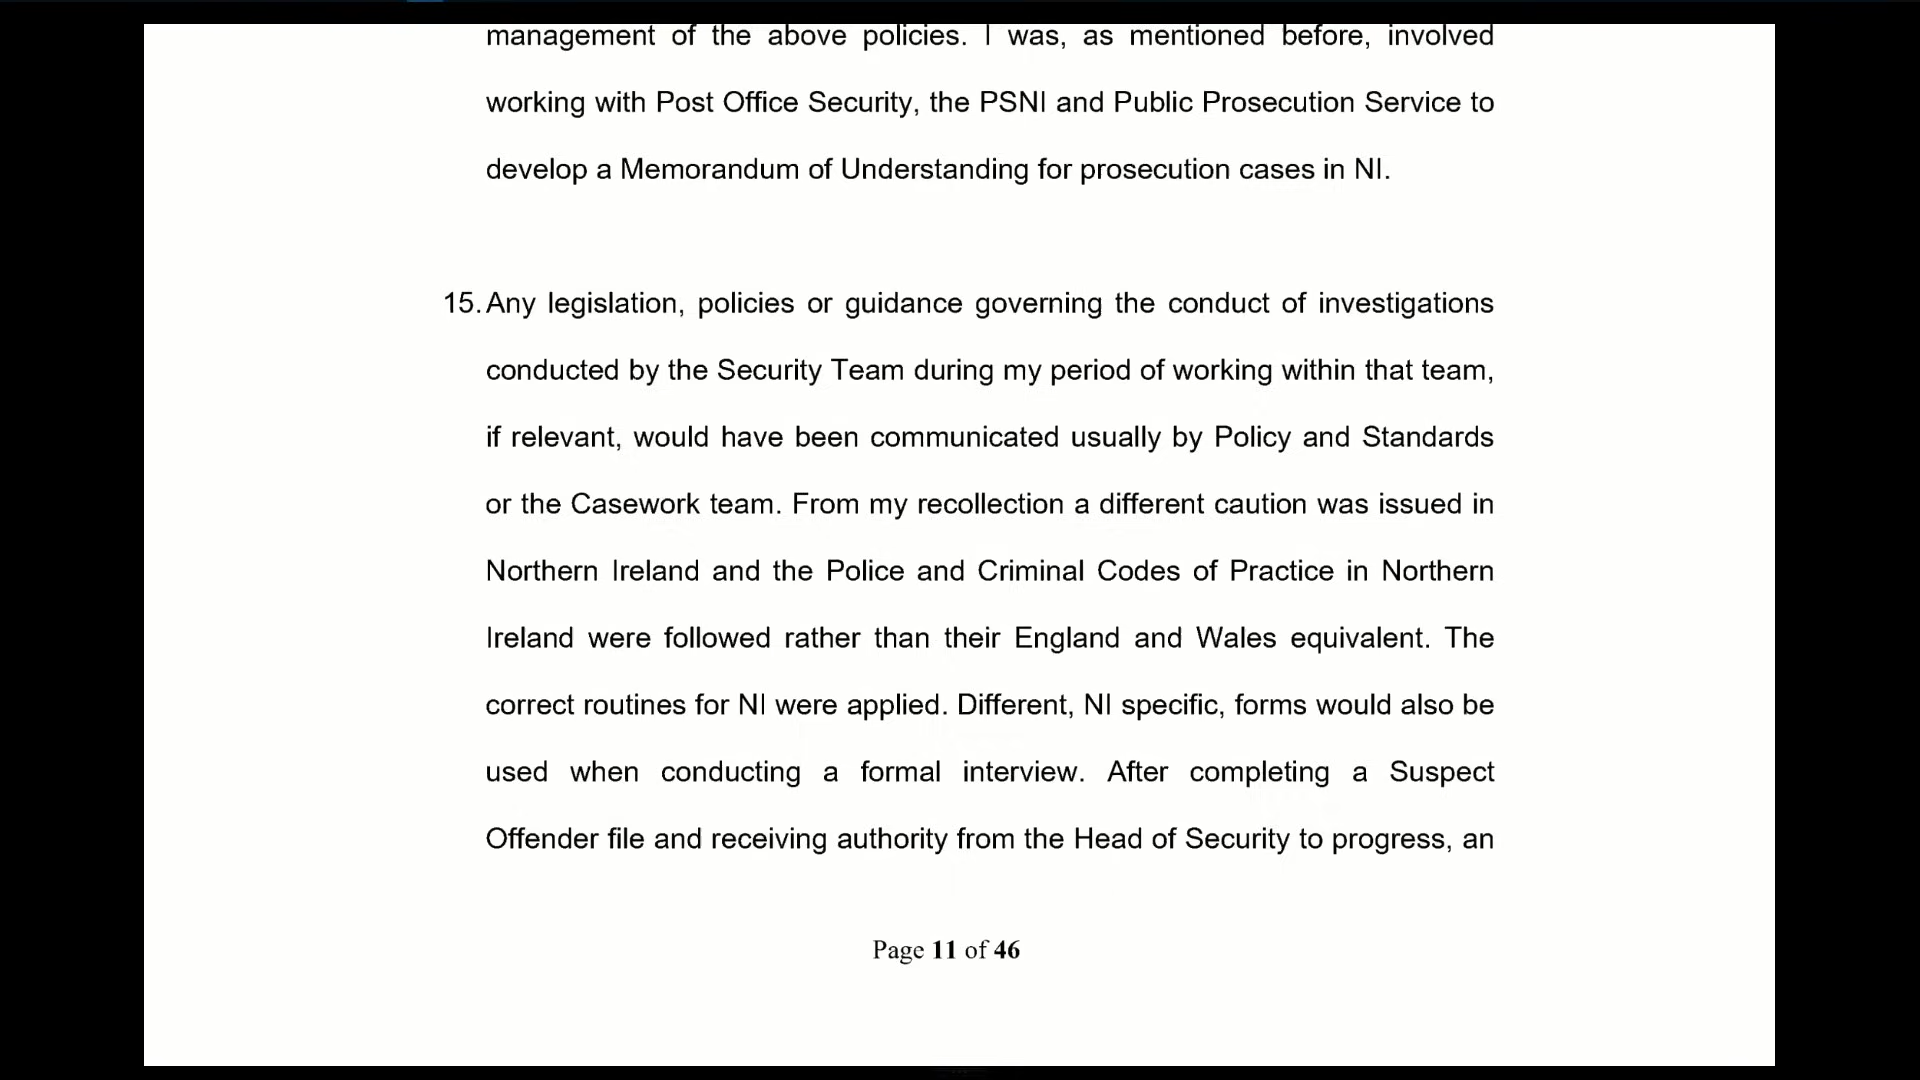 management of the above policies. I was, as mentioned before, involved
working with Post Office Security, the PSNI and Public Prosecution Service to
develop a Memorandum of Understanding for prosecution cases in NI.
15. Any legislation, policies or guidance governing the conduct of investigations
conducted by the Security Team during my period of working within that team,
if relevant, would have been communicated usually by Policy and Standards
or the Casework team. From my recollection a different caution was issued in
Northern Ireland and the Police and Criminal Codes of Practice in Northern
Ireland were followed rather than their England and Wales equivalent. The
correct routines for NI were applied. Different, NI specific, forms would also be
used when conducting a formal interview. After completing a Suspect
Offender file and receiving authority from the Head of Security to progress, an
Page 11 of 46